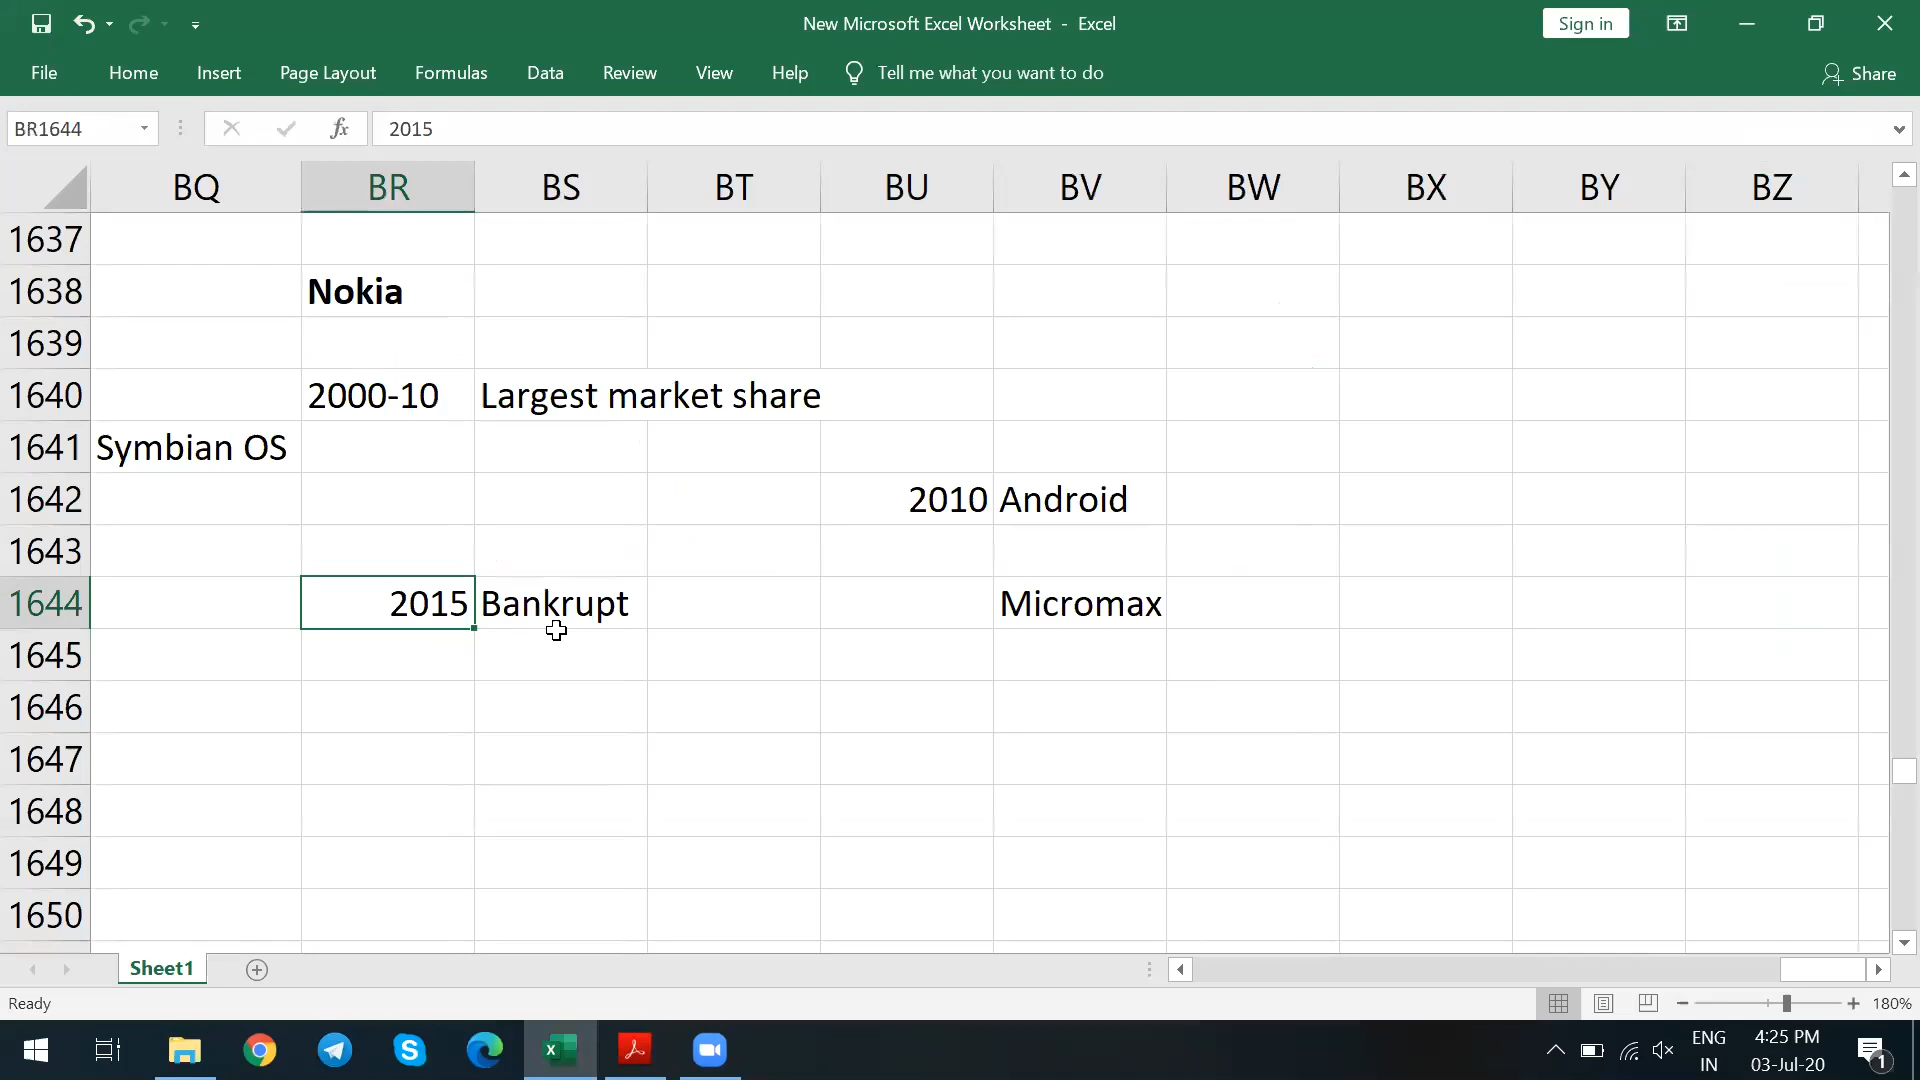 New Microsoft Excel Worksheet - Excel
Sign in
File Home Insert Page Layout Formulas Data Review View Help Tell me what you want to do Share
BR1644 fx 2015
BQ BR BS BT BU BV BW BX BY BZ
1637
1638 Nokia
1639
1640 2000-10 Largest market share
1641 Symbian OS
1642 2010 Android
1643
1644 2015 Bankrupt Micromax
1645
1646
1647
1648
1649
1650
Sheet1
Ready 180%
ENG 4:25 PM
IN 03-Jul-20 1